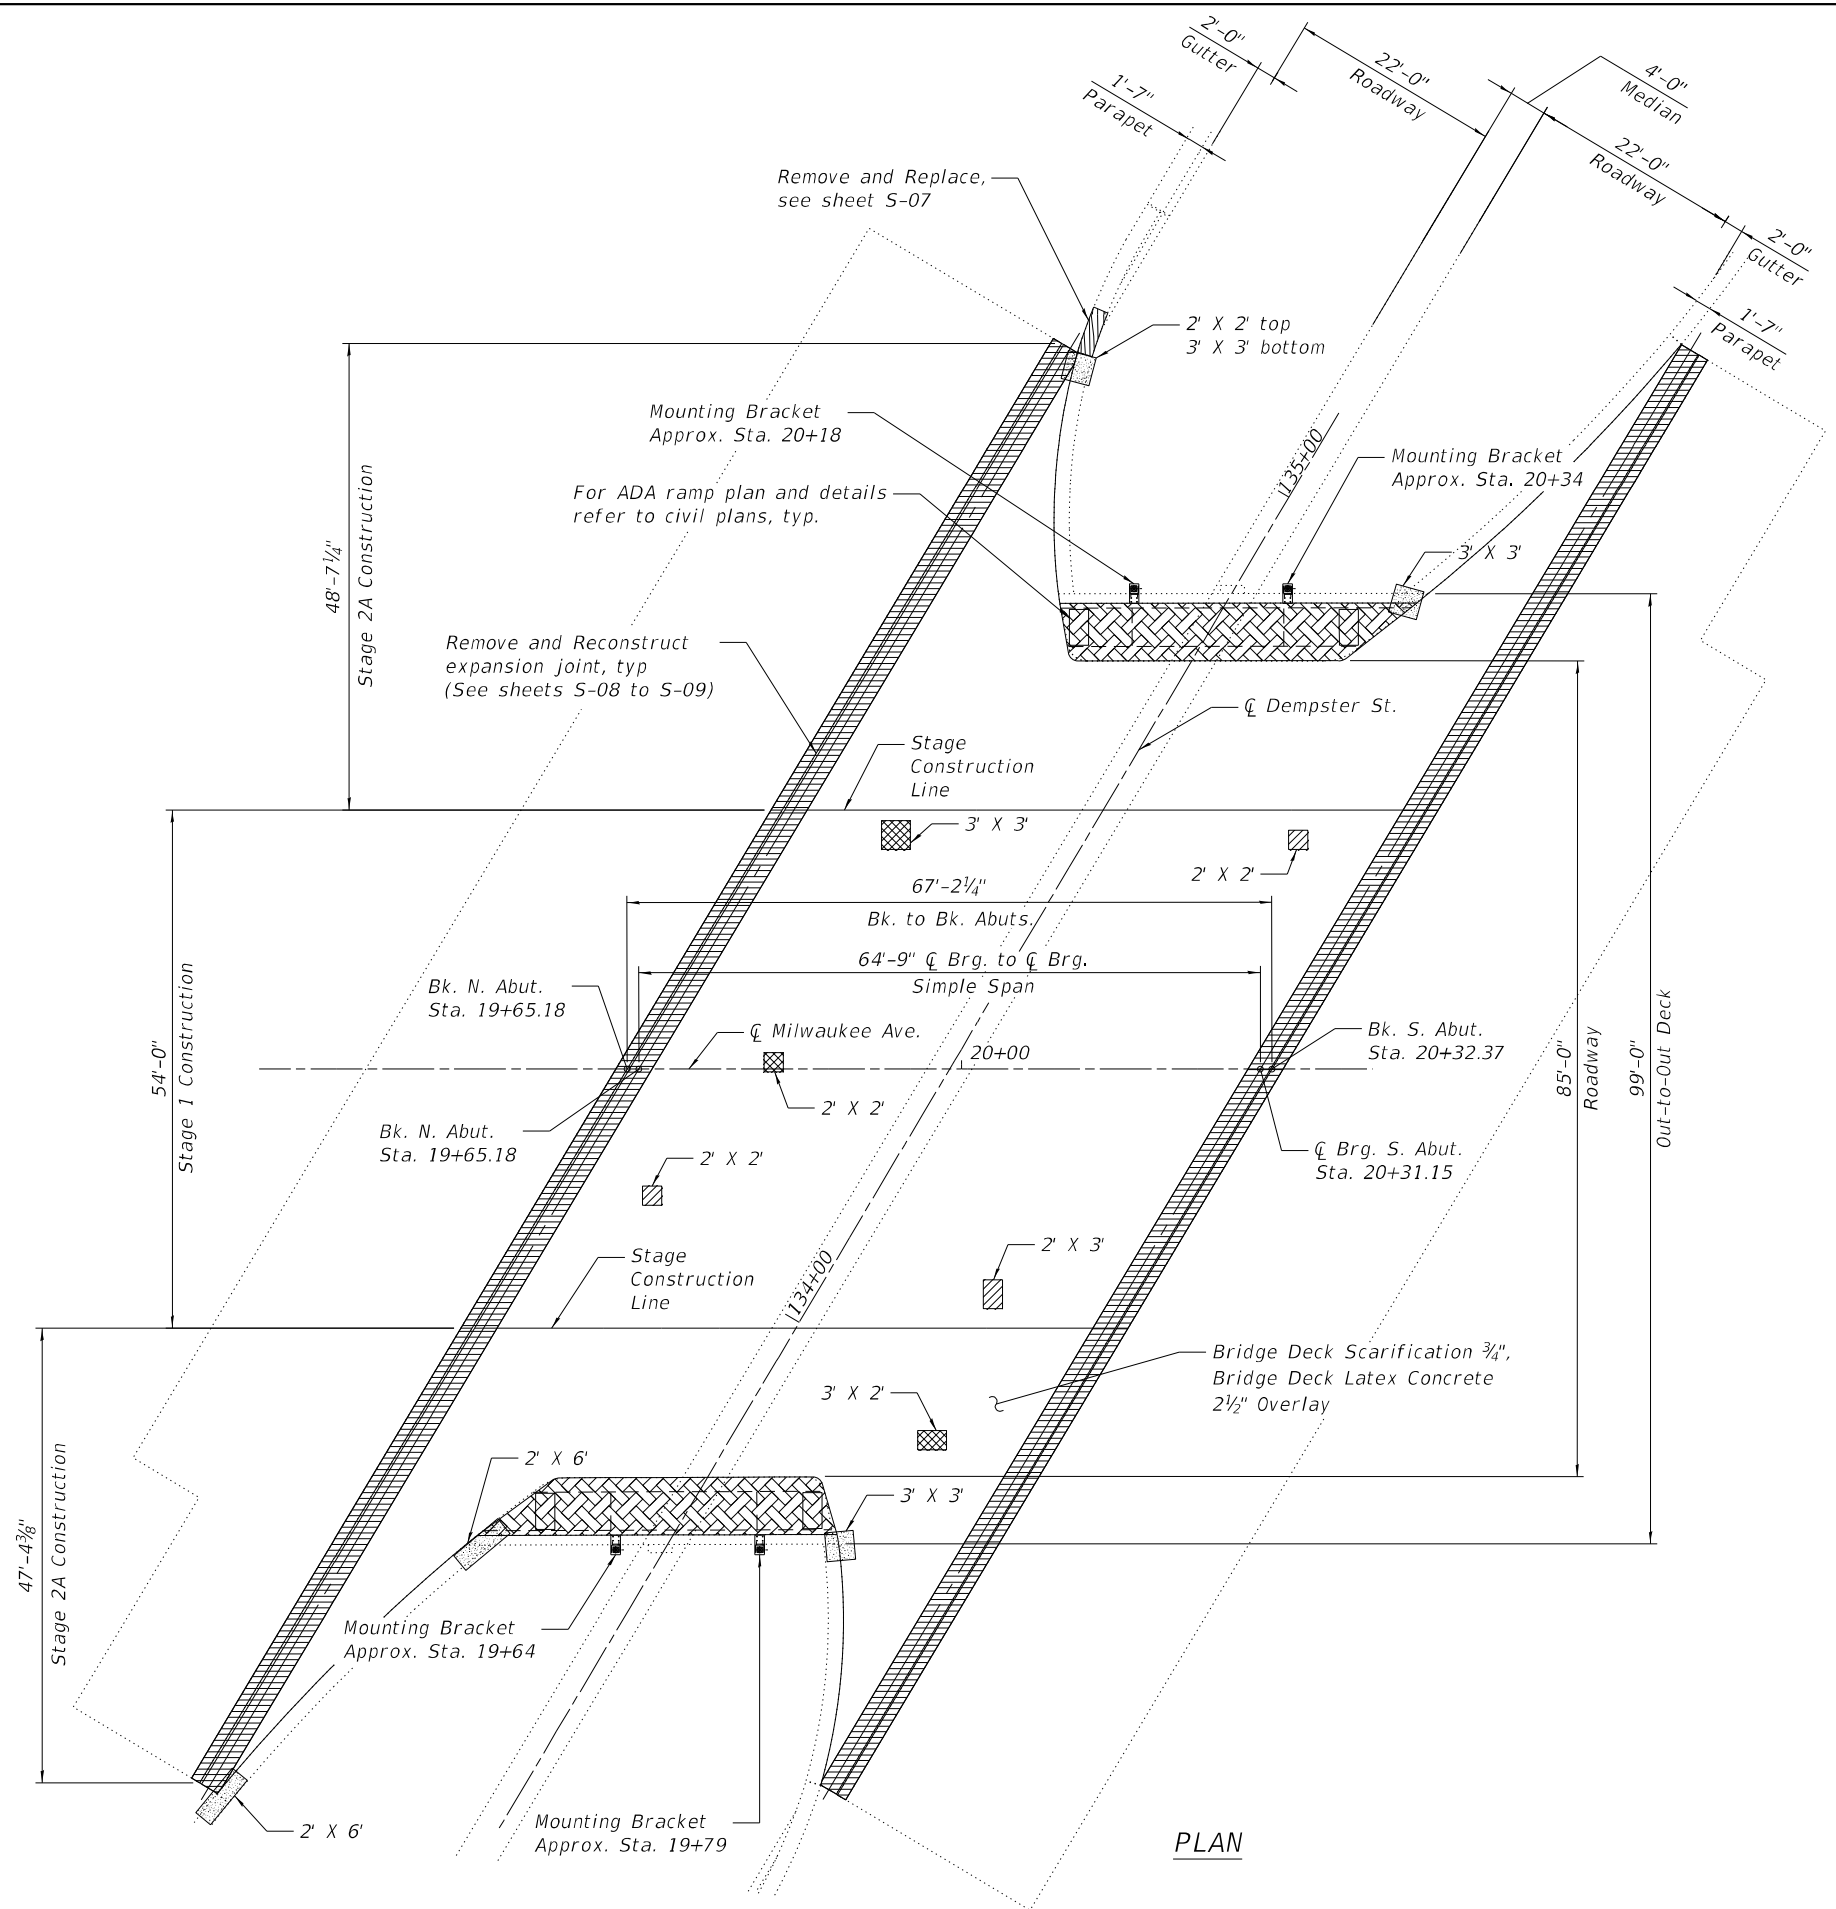 2'-0"
Gutter
22'-0"
Roadway
4'-0"
Median
1'-7"
Parapet
22'-0"
Roadway
2'-0"
Gutter
1'-7"
Parapet
Remove and Replace,
see sheet S-07
2' X 2' top
3' X 3' bottom
Mounting Bracket
Approx. Sta. 20+18
135+00
Mounting Bracket
Approx. Sta. 20+34
For ADA ramp plan and details
refer to civil plans, typ.
3' X 3'
48'-7¼"
Stage 2A Construction
Remove and Reconstruct
expansion joint, typ
(See sheets S-08 to S-09)
℄ Dempster St.
Stage
Construction
Line
3' X 3'
2' X 2'
67'-2¼"
Bk. to Bk. Abuts.
64'-9" ℄ Brg. to ℄ Brg.
Simple Span
Bk. N. Abut.
Sta. 19+65.18
℄ Milwaukee Ave.
20+00
Bk. S. Abut.
Sta. 20+32.37
54'-0"
Stage 1 Construction
85'-0"
Roadway
99'-0"
Out-to-Out Deck
2' X 2'
Bk. N. Abut.
Sta. 19+65.18
2' X 2'
℄ Brg. S. Abut.
Sta. 20+31.15
Stage
Construction
Line
134+00
2' X 3'
Bridge Deck Scarification ¾",
Bridge Deck Latex Concrete
2½" Overlay
3' X 2'
2' X 6'
3' X 3'
47'-4⅜"
Stage 2A Construction
Mounting Bracket
Approx. Sta. 19+64
2' X 6'
Mounting Bracket
Approx. Sta. 19+79
PLAN